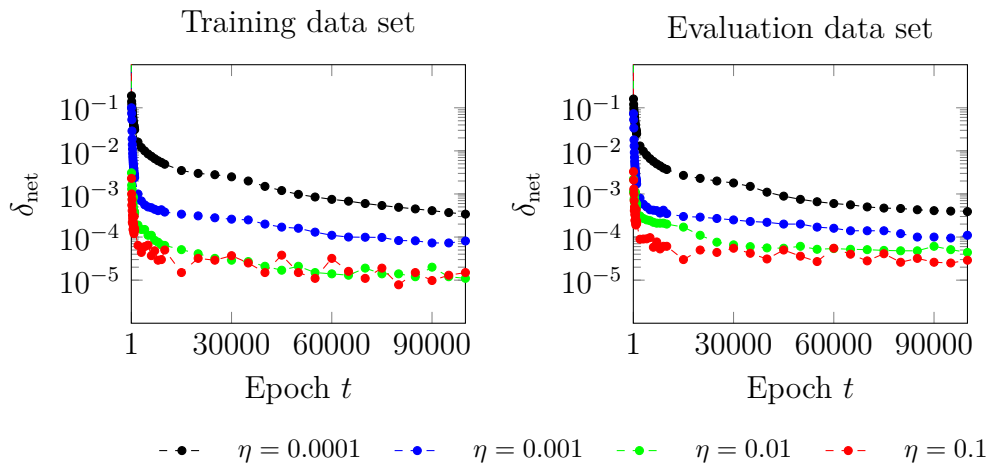 Training data set
Evaluation data set
10⁻¹
10⁻²
10⁻³
10⁻⁴
10⁻⁵
δnet
1 30000 60000 90000
Epoch t
10⁻¹
10⁻²
10⁻³
10⁻⁴
10⁻⁵
δnet
1 30000 60000 90000
Epoch t
η = 0.0001 η = 0.001 η = 0.01 η = 0.1